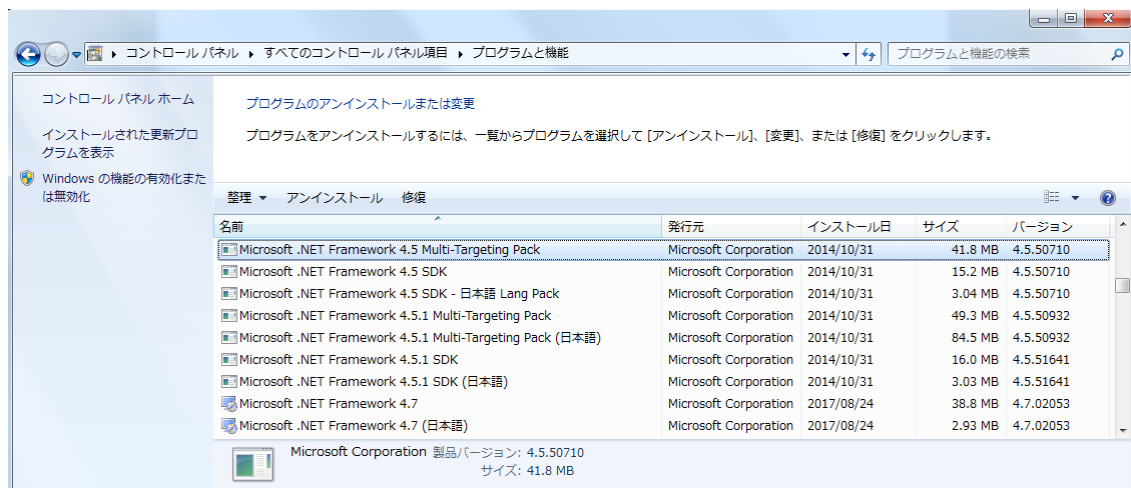 コントロール パネル ▸ すべてのコントロール パネル項目 ▸ プログラムと機能
プログラムと機能の検索
コントロール パネル ホーム
インストールされた更新プロ
グラムを表示
Windows の機能の有効化また
は無効化
プログラムのアンインストールまたは変更
プログラムをアンインストールするには、一覧からプログラムを選択して [アンインストール]、[変更]、または [修復] をクリックします。
整理 アンインストール 修復
名前 発行元 インストール日 サイズ バージョン
Microsoft .NET Framework 4.5 Multi-Targeting Pack Microsoft Corporation 2014/10/31 41.8 MB 4.5.50710
Microsoft .NET Framework 4.5 SDK Microsoft Corporation 2014/10/31 15.2 MB 4.5.50710
Microsoft .NET Framework 4.5 SDK - 日本語 Lang Pack Microsoft Corporation 2014/10/31 3.04 MB 4.5.50710
Microsoft .NET Framework 4.5.1 Multi-Targeting Pack Microsoft Corporation 2014/10/31 49.3 MB 4.5.50932
Microsoft .NET Framework 4.5.1 Multi-Targeting Pack (日本語) Microsoft Corporation 2014/10/31 84.5 MB 4.5.50932
Microsoft .NET Framework 4.5.1 SDK Microsoft Corporation 2014/10/31 16.0 MB 4.5.51641
Microsoft .NET Framework 4.5.1 SDK (日本語) Microsoft Corporation 2014/10/31 3.03 MB 4.5.51641
Microsoft .NET Framework 4.7 Microsoft Corporation 2017/08/24 38.8 MB 4.7.02053
Microsoft .NET Framework 4.7 (日本語) Microsoft Corporation 2017/08/24 2.93 MB 4.7.02053
Microsoft Corporation 製品バージョン: 4.5.50710
サイズ: 41.8 MB